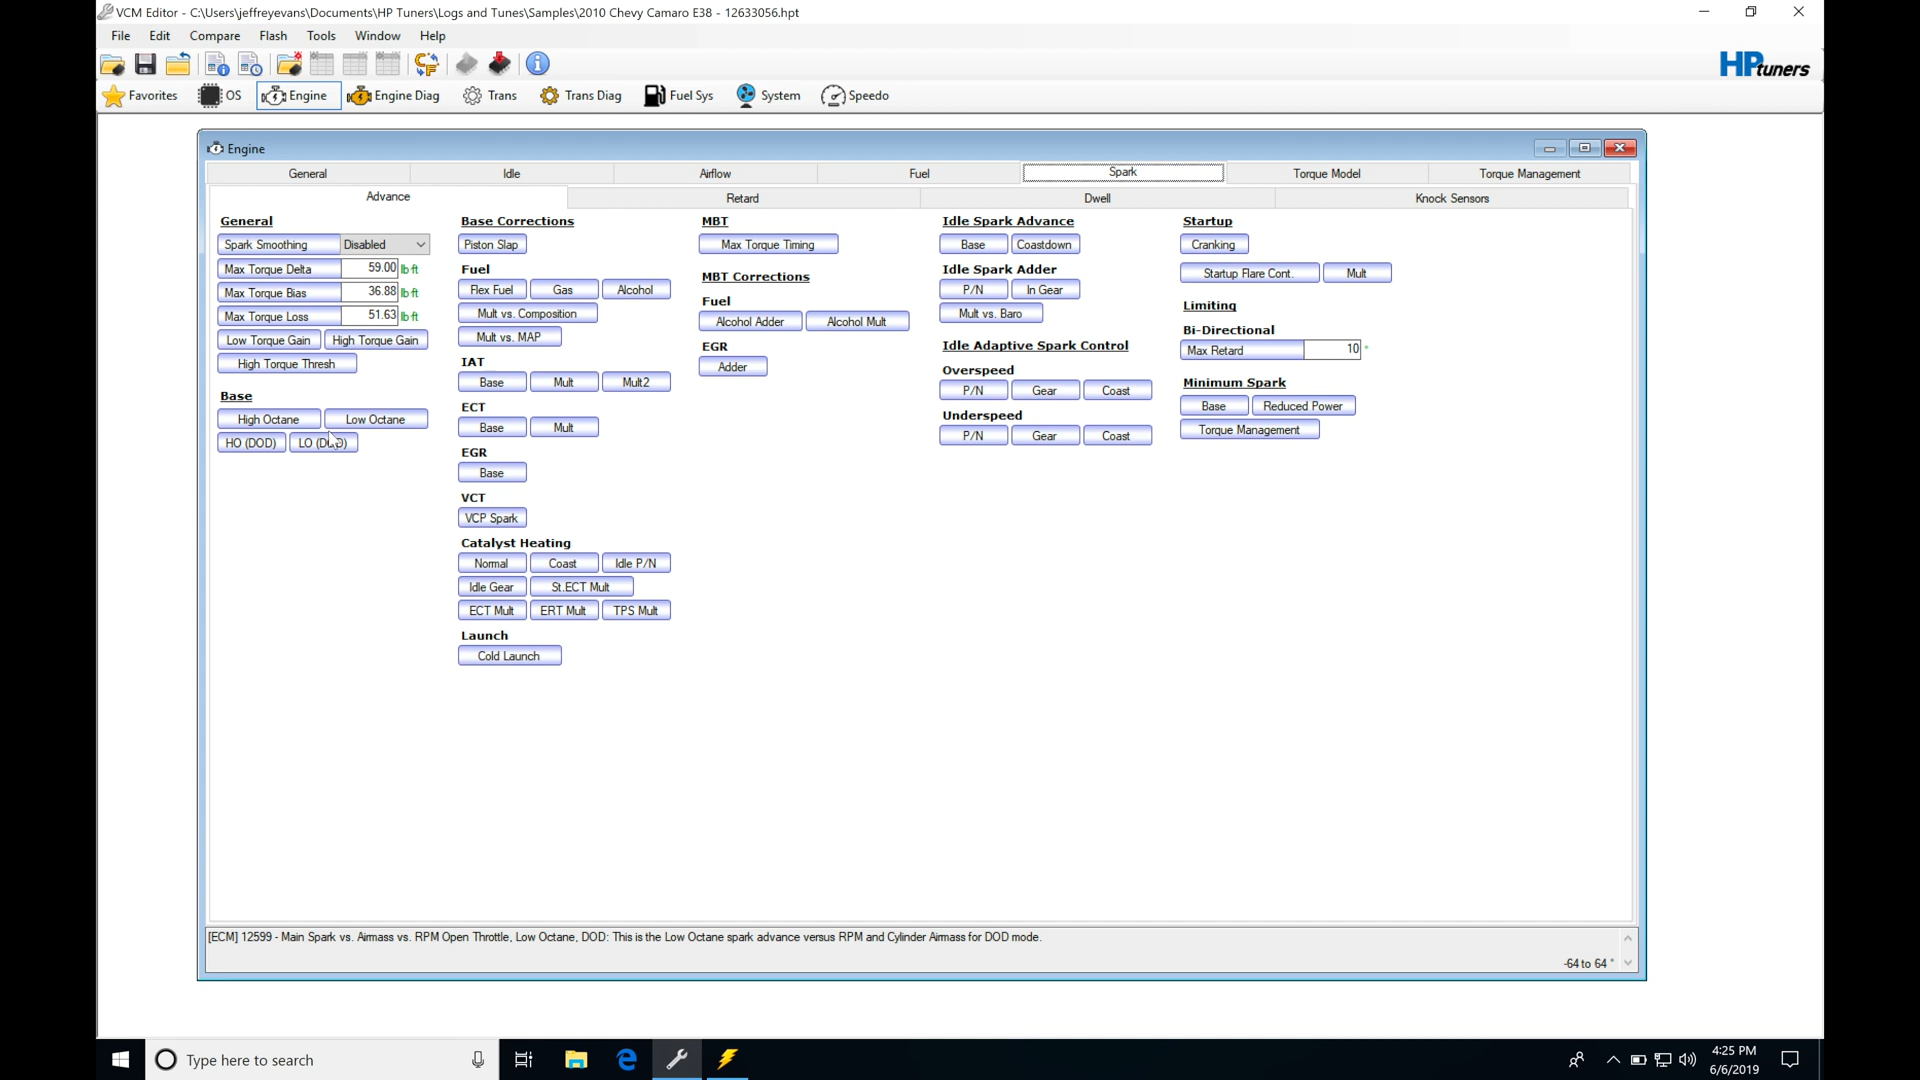 VCM Editor - C:\Users\jeffreyevans\Documents\HP Tuners\Logs and Tunes\Samples\2010 Chevy Camaro E38 - 12633056.hpt
File Edit Compare Flash Tools Window Help
HPtuners
Favorites OS Engine Engine Diag Trans Trans Diag Fuel Sys System Speedo
Engine
General Idle Airflow Fuel Spark Torque Model Torque Management
Advance Retard Dwell Knock Sensors
General
Spark Smoothing Disabled
Max Torque Delta 59.00 lb·ft
Max Torque Bias 36.88 lb·ft
Max Torque Loss 51.63 lb·ft
Low Torque Gain High Torque Gain
High Torque Thresh
Base
High Octane Low Octane
HO (DOD) LO (DOD)
Base Corrections
Piston Slap
Fuel
Flex Fuel Gas Alcohol
Mult vs. Composition
Mult vs. MAP
IAT
Base Mult Mult2
ECT
Base Mult
EGR
Base
VCT
VCP Spark
Catalyst Heating
Normal Coast Idle P/N
Idle Gear St.ECT Mult
ECT Mult ERT Mult TPS Mult
Launch
Cold Launch
MBT
Max Torque Timing
MBT Corrections
Fuel
Alcohol Adder Alcohol Mult
EGR
Adder
Idle Spark Advance
Base Coastdown
Idle Spark Adder
P/N In Gear
Mult vs. Baro
Idle Adaptive Spark Control
Overspeed
P/N Gear Coast
Underspeed
P/N Gear Coast
Startup
Cranking
Startup Flare Cont. Mult
Limiting
Bi-Directional
Max Retard 10 °
Minimum Spark
Base Reduced Power
Torque Management
[ECM] 12599 - Main Spark vs. Airmass vs. RPM Open Throttle, Low Octane, DOD: This is the Low Octane spark advance versus RPM and Cylinder Airmass for DOD mode.
-64 to 64 °
Type here to search
4:25 PM
6/6/2019